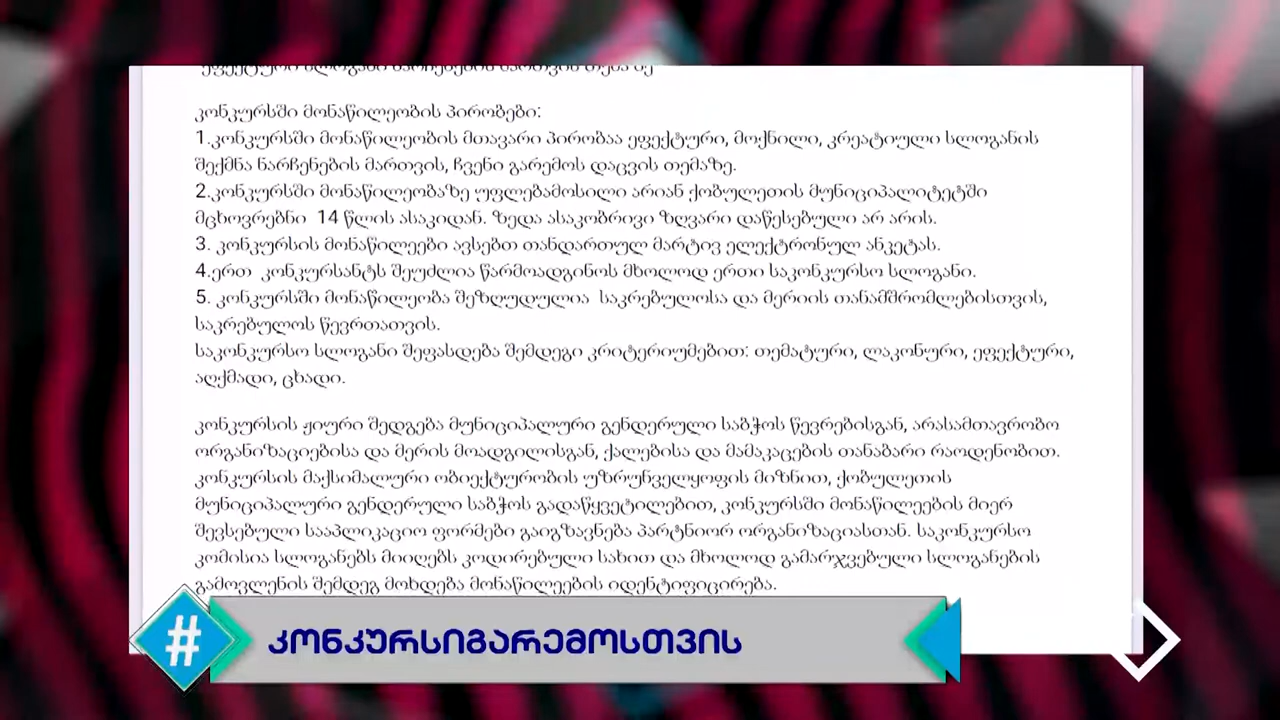 კონკურსში მონაწილეობის პირობები:
1.კონკურსში მონაწილეობის მთავარი პირობაა ეფექტური, მოქნილი, კრეატიული სლოგანის
შექმნა ნარჩენების მართვის, ჩვენი გარემოს დაცვის თემაზე.
2.კონკურსში მონაწილეობაზე უფლებამოსილი არიან ქობულეთის მუნიციპალიტეტში
მცხოვრებნი 14 წლის ასაკიდან. ზედა ასაკობრივი ზღვარი დაწესებული არ არის.
3. კონკურსის მონაწილეები ავსებთ თანდართულ მარტივ ელექტრონულ ანკეტას.
4.ერთ კონკურსანტს შეუძლია წარმოადგინოს მხოლოდ ერთი საკონკურსო სლოგანი.
5. კონკურსში მონაწილეობა შეზღუდულია საკრებულოსა და მერიის თანამშრომლებისთვის,
საკრებულოს წევრთათვის.
საკონკურსო სლოგანი შეფასდება შემდეგი კრიტერიუმებით: თემატური, ლაკონური, ეფექტური,
აღქმადი, ცხადი.
კონკურსის ჟიური შედგება მუნიციპალური გენდერული საბჭოს წევრებისგან, არასამთავრობო
ორგანიზაციებისა და მერის მოადგილისგან, ქალებისა და მამაკაცების თანაბარი რაოდენობით.
კონკურსის მაქსიმალური ობიექტურობის უზრუნველყოფის მიზნით, ქობულეთის
მუნიციპალური გენდერული საბჭოს გადაწყვეტილებით, კონკურსში მონაწილეების მიერ
შევსებული სააპლიკაციო ფორმები გაიგზავნება პარტნიორ ორგანიზაციასთან. საკონკურსო
კომისია სლოგანებს მიიღებს კოდირებული სახით და მხოლოდ გამარჯვებული სლოგანების
გამოვლენის შემდეგ მოხდება მონაწილეების იდენტიფიცირება.
# კონკურსიგარემოსთვის